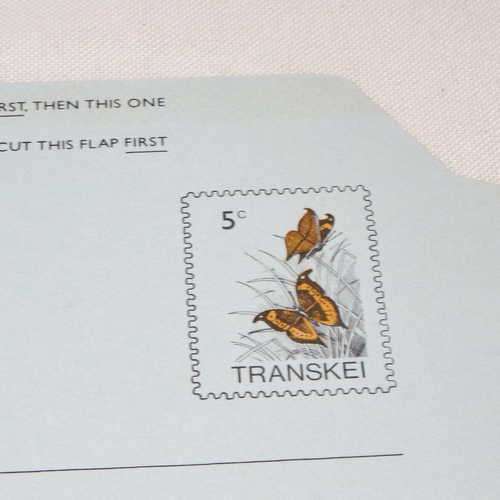 RST, THEN THIS ONE
CUT THIS FLAP FIRST
5c
TRANSKEI